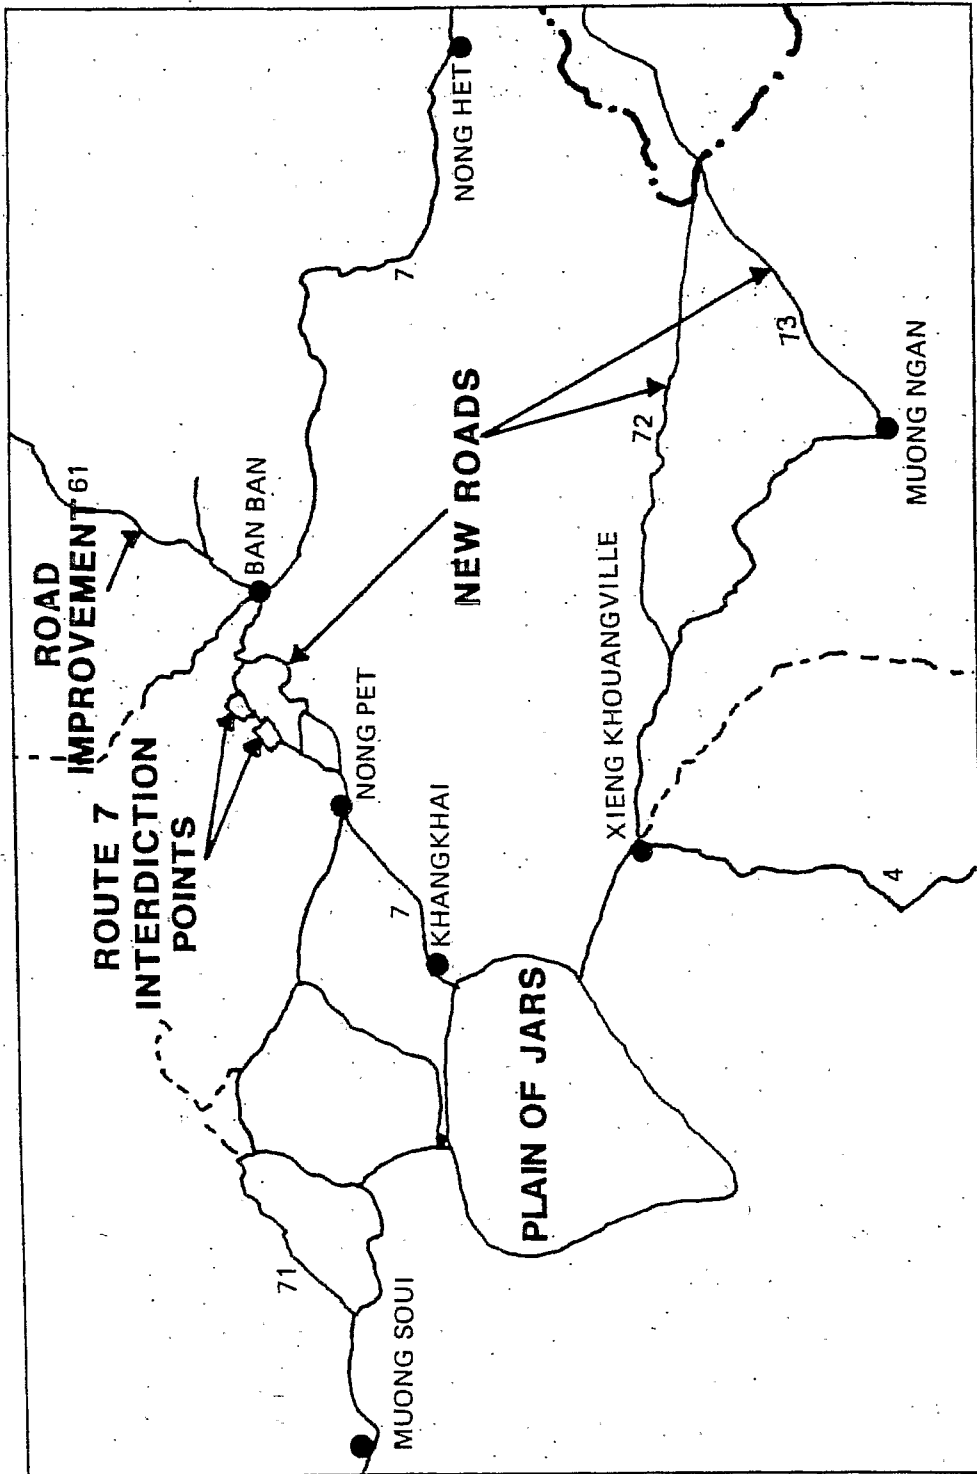 ROAD
IMPROVEMENT
61
ROUTE 7
INTERDICTION
POINTS
BAN BAN
NONG HET
7
NEW ROADS
NONG PET
7
KHANGKHAI
71
MUONG SOUI
PLAIN OF JARS
XIENG KHOUANGVILLE
72
73
MUONG NGAN
4